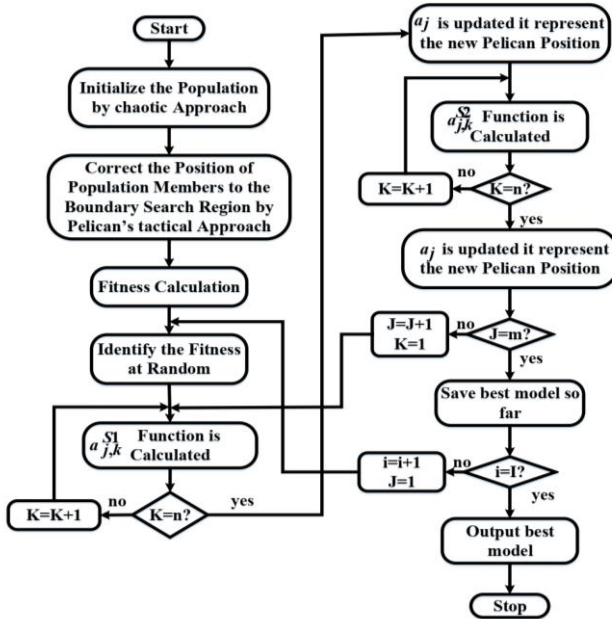 Start
Initialize the Population
by chaotic Approach
Correct the Position of
Population Members to the
Boundary Search Region by
Pelican's tactical Approach
Fitness Calculation
Identify the Fitness
at Random
a_{j,k}^{S1} Function is
Calculated
K=n?
no
yes
K=K+1
a_j is updated it represent
the new Pelican Position
a_{j,k}^{S2} Function is
Calculated
K=n?
no
yes
K=K+1
a_j is updated it represent
the new Pelican Position
J=m?
no
yes
J=J+1
K=1
Save best model so
far
i=I?
no
yes
i=i+1
J=1
Output best
model
Stop